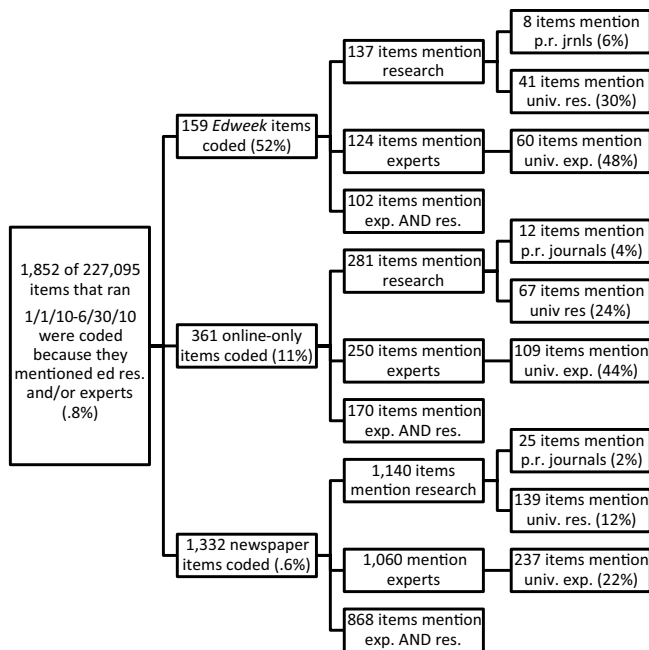 1,852 of 227,095
items that ran
1/1/10-6/30/10
were coded
because they
mentioned ed res.
and/or experts
(.8%)
159 Edweek items
coded (52%)
137 items mention
research
8 items mention
p.r. jrnls (6%)
41 items mention
univ. res. (30%)
124 items mention
experts
60 items mention
univ. exp. (48%)
102 items mention
exp. AND res.
361 online-only
items coded (11%)
281 items mention
research
12 items mention
p.r. journals (4%)
67 items mention
univ res (24%)
250 items mention
experts
109 items mention
univ. exp. (44%)
170 items mention
exp. AND res.
1,332 newspaper
items coded (.6%)
1,140 items
mention research
25 items mention
p.r. journals (2%)
139 items mention
univ. res. (12%)
1,060 mention
experts
237 items mention
univ. exp. (22%)
868 items mention
exp. AND res.